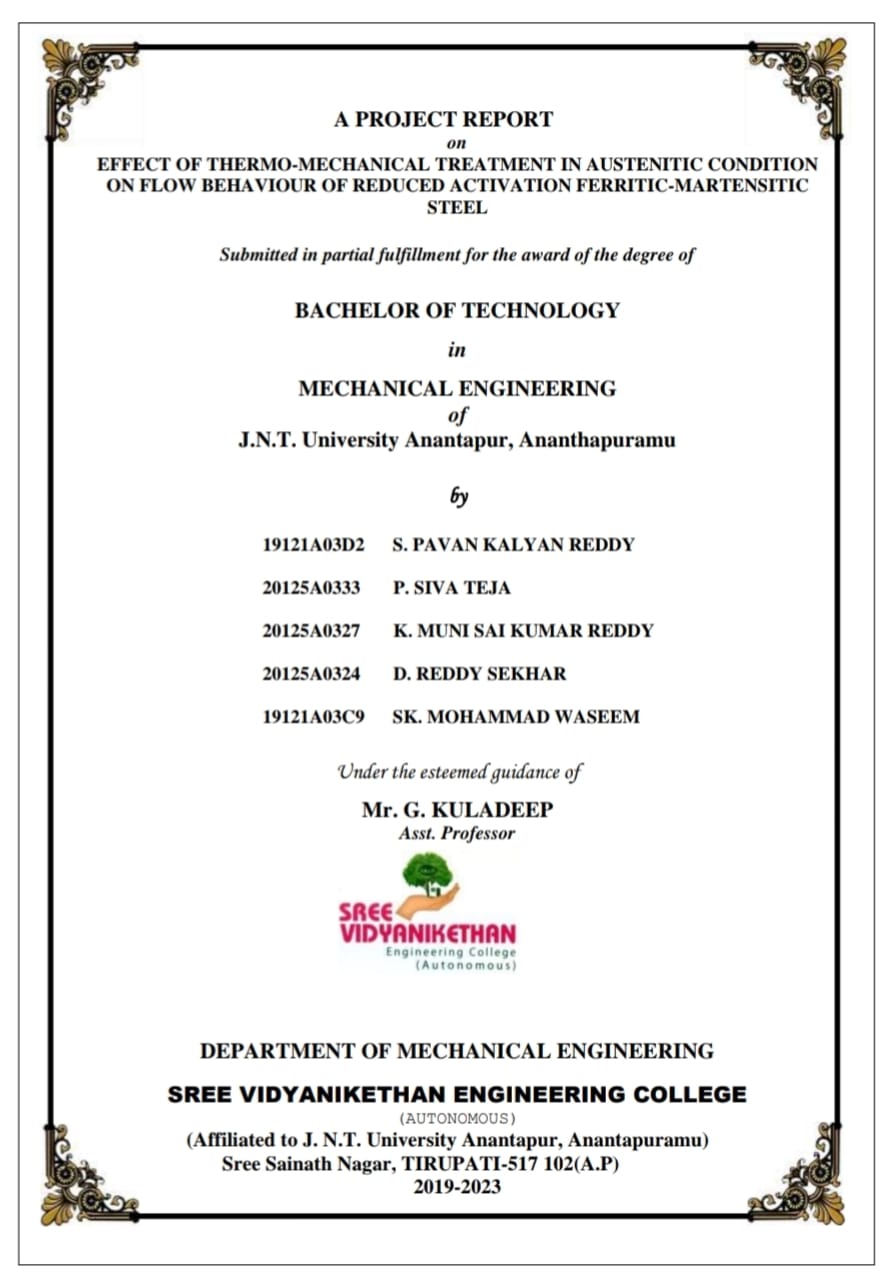 A PROJECT REPORT
on
EFFECT OF THERMO-MECHANICAL TREATMENT IN AUSTENITIC CONDITION
ON FLOW BEHAVIOUR OF REDUCED ACTIVATION FERRITIC-MARTENSITIC
STEEL
Submitted in partial fulfillment for the award of the degree of
BACHELOR OF TECHNOLOGY
in
MECHANICAL ENGINEERING
of
J.N.T. University Anantapur, Ananthapuramu
by
19121A03D2 S. PAVAN KALYAN REDDY
20125A0333 P. SIVA TEJA
20125A0327 K. MUNI SAI KUMAR REDDY
20125A0324 D. REDDY SEKHAR
19121A03C9 SK. MOHAMMAD WASEEM
Under the esteemed guidance of
Mr. G. KULADEEP
Asst. Professor
SREE
VIDYANIKETHAN
Engineering College
(Autonomous)
DEPARTMENT OF MECHANICAL ENGINEERING
SREE VIDYANIKETHAN ENGINEERING COLLEGE
(AUTONOMOUS)
(Affiliated to J. N.T. University Anantapur, Anantapuramu)
Sree Sainath Nagar, TIRUPATI-517 102(A.P)
2019-2023